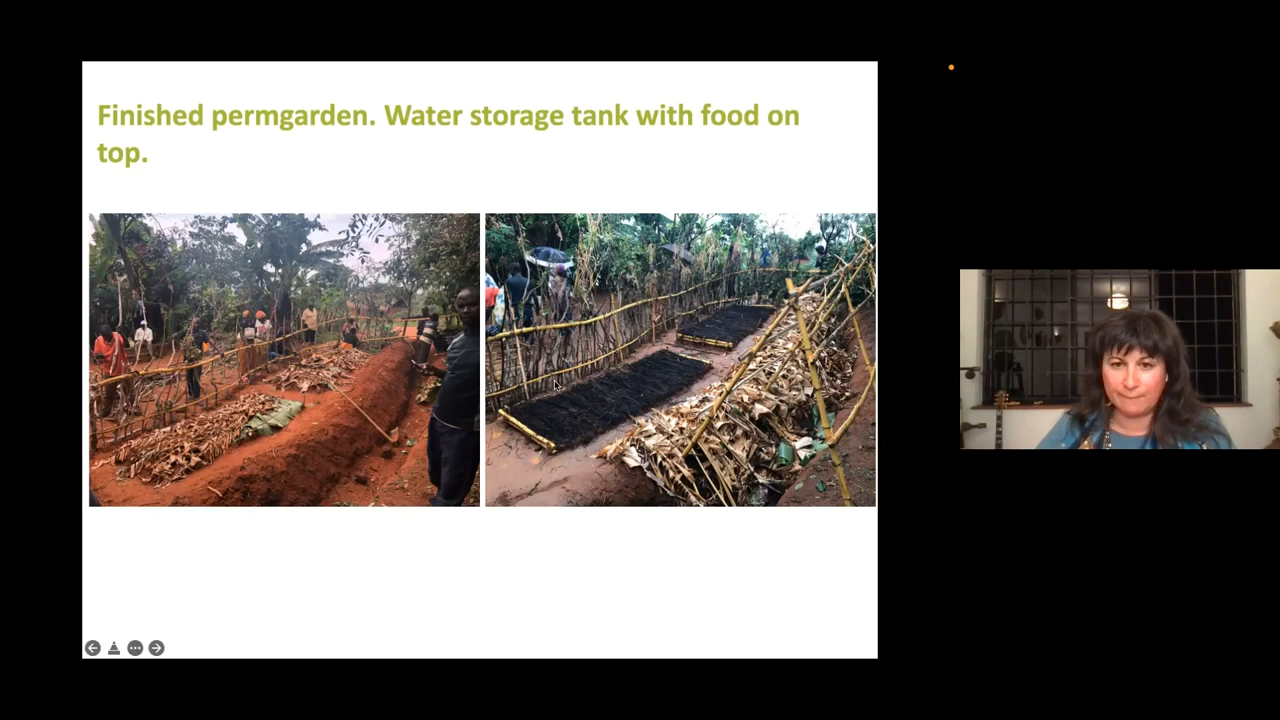 Finished permgarden. Water storage tank with food on
top.